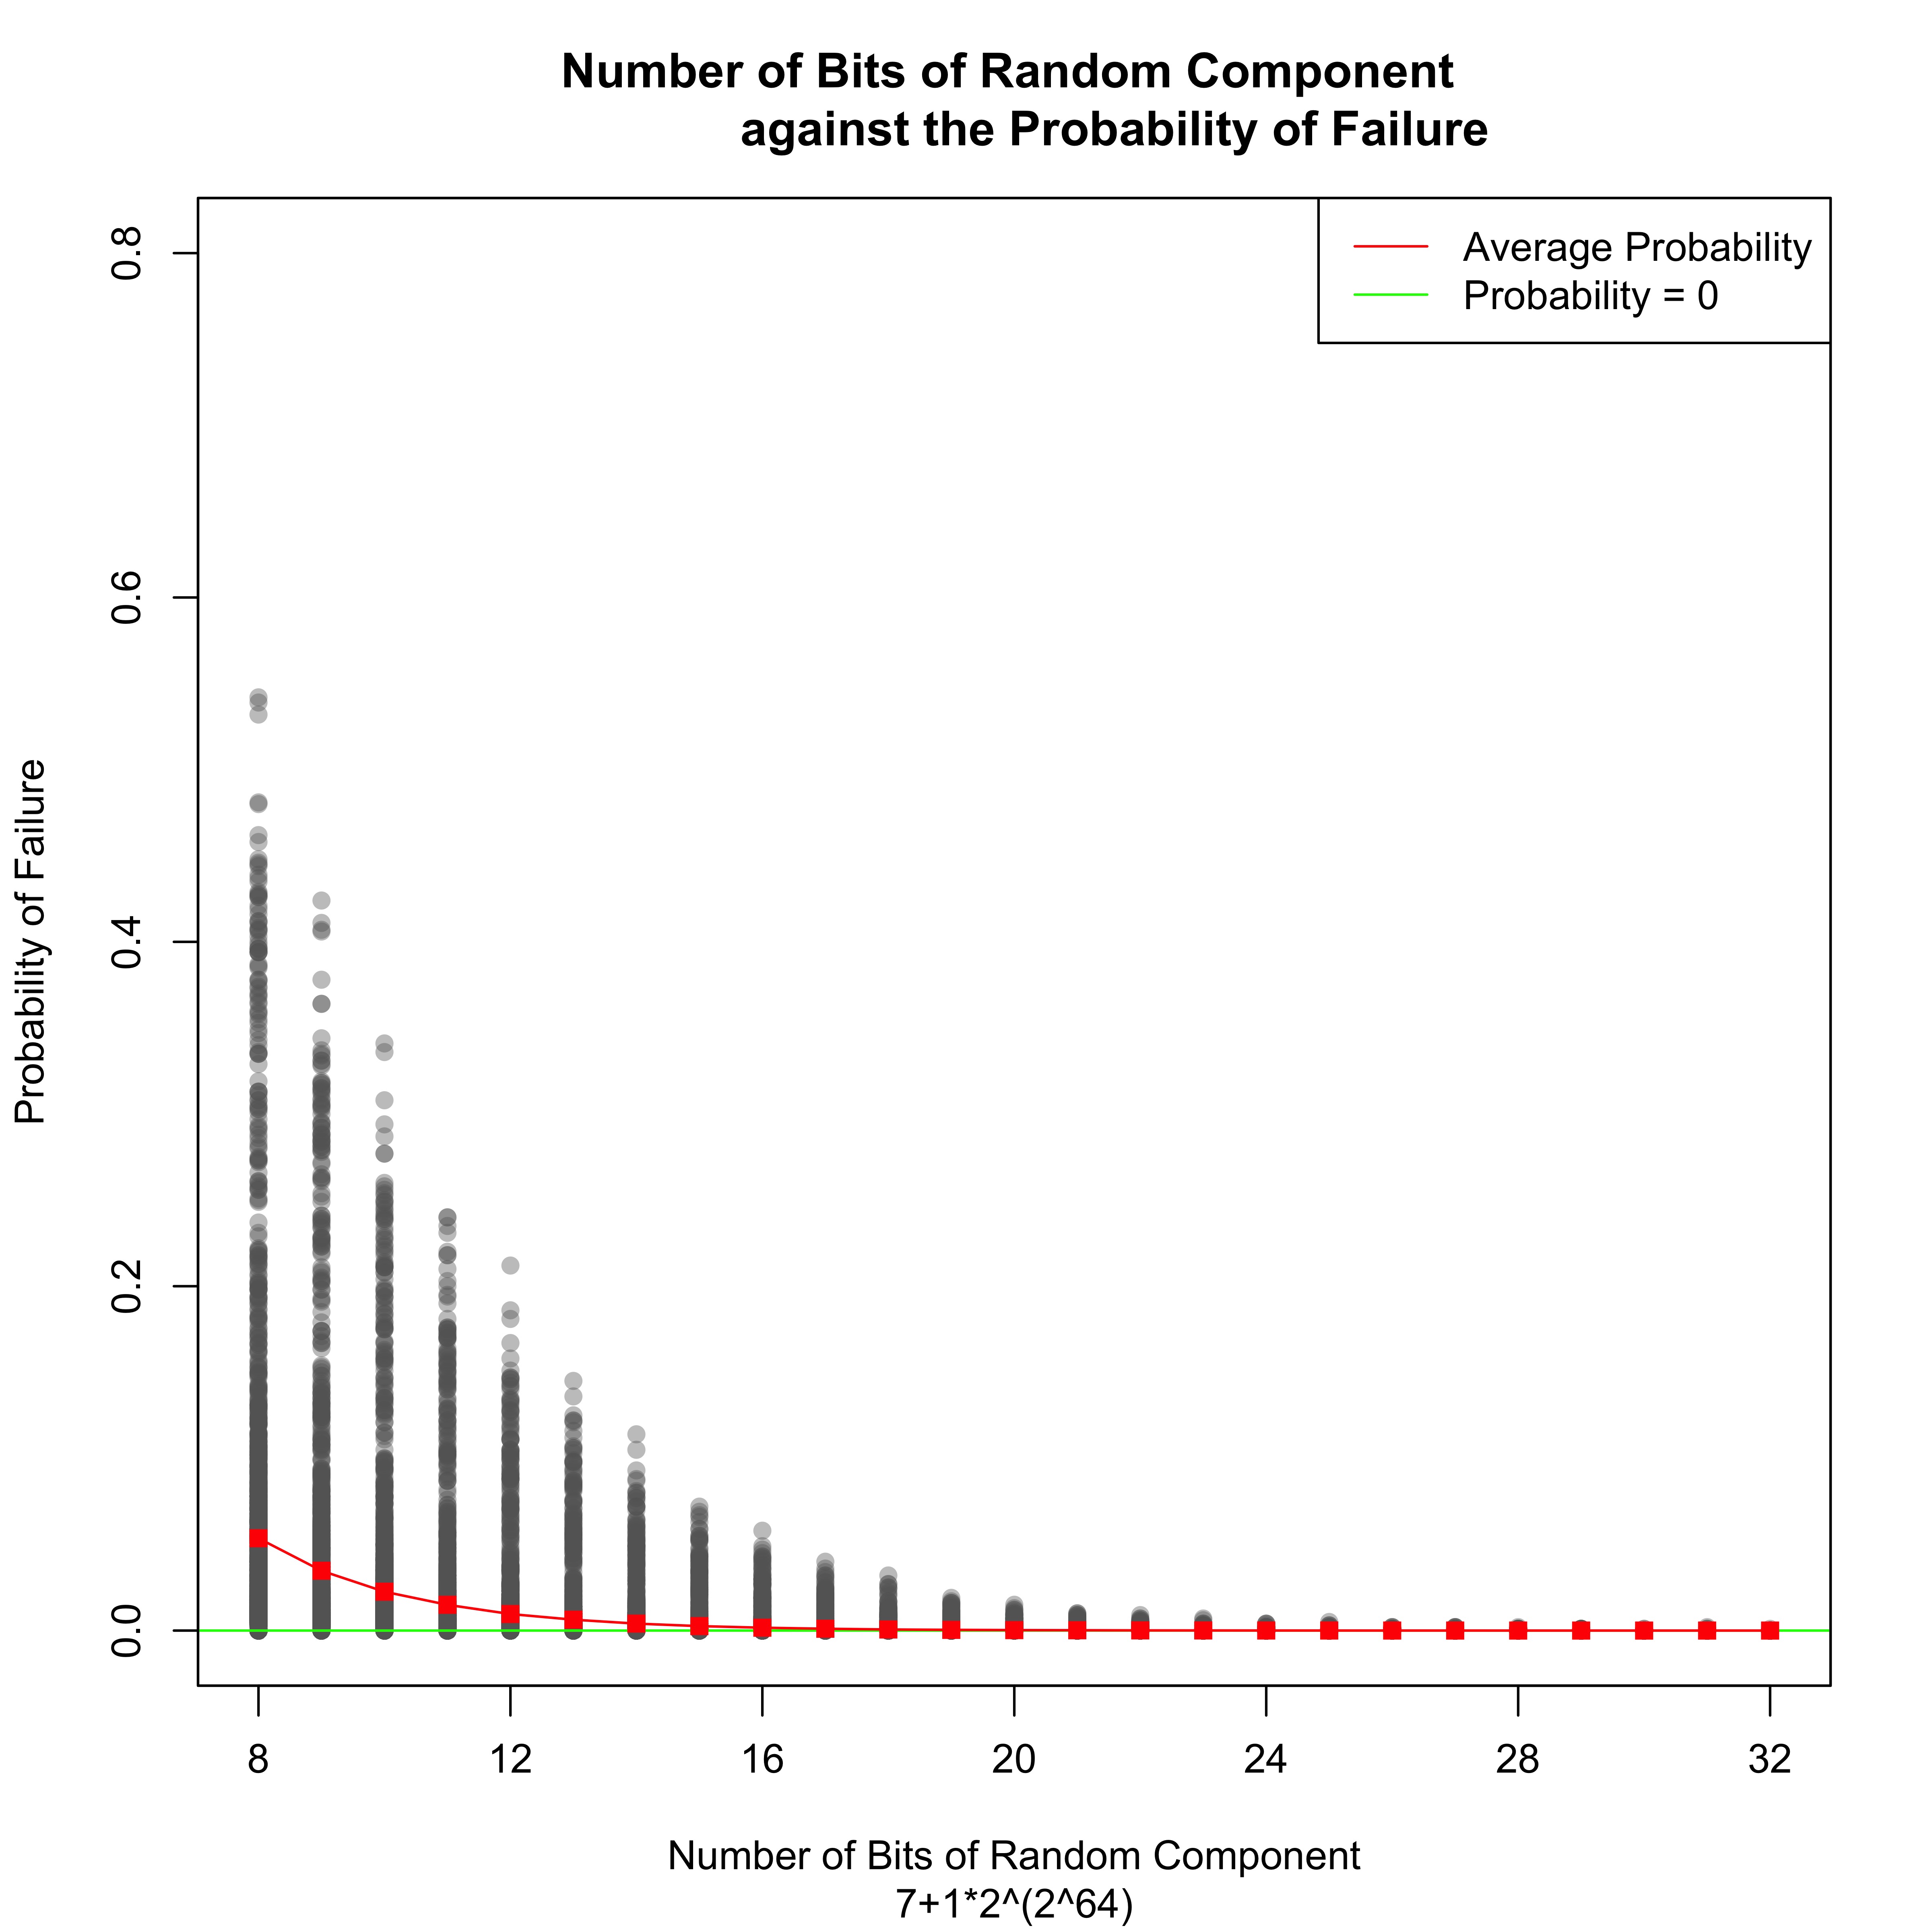 Number of Bits of Random Component
against the Probability of Failure
Average Probability
Probability = 0
0.8
0.6
0.4
0.2
0.0
Probability of Failure
8 12 16 20 24 28 32
Number of Bits of Random Component
7+1*2^(2^64)